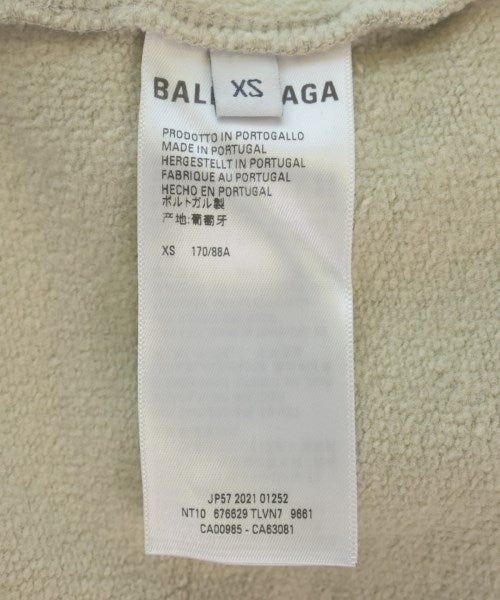 XS
BAL AGA
PRODOTTO IN PORTOGALLO
MADE IN PORTUGAL
HERGESTELLT IN PORTUGAL
FABRIQUE AU PORTUGAL
HECHO EN PORTUGAL
ポルトガル製
产地:葡萄牙
XS 170/88A
JP57 2021 01252
NT10 676629 TLVN7 9661
CA00985 - CA63081